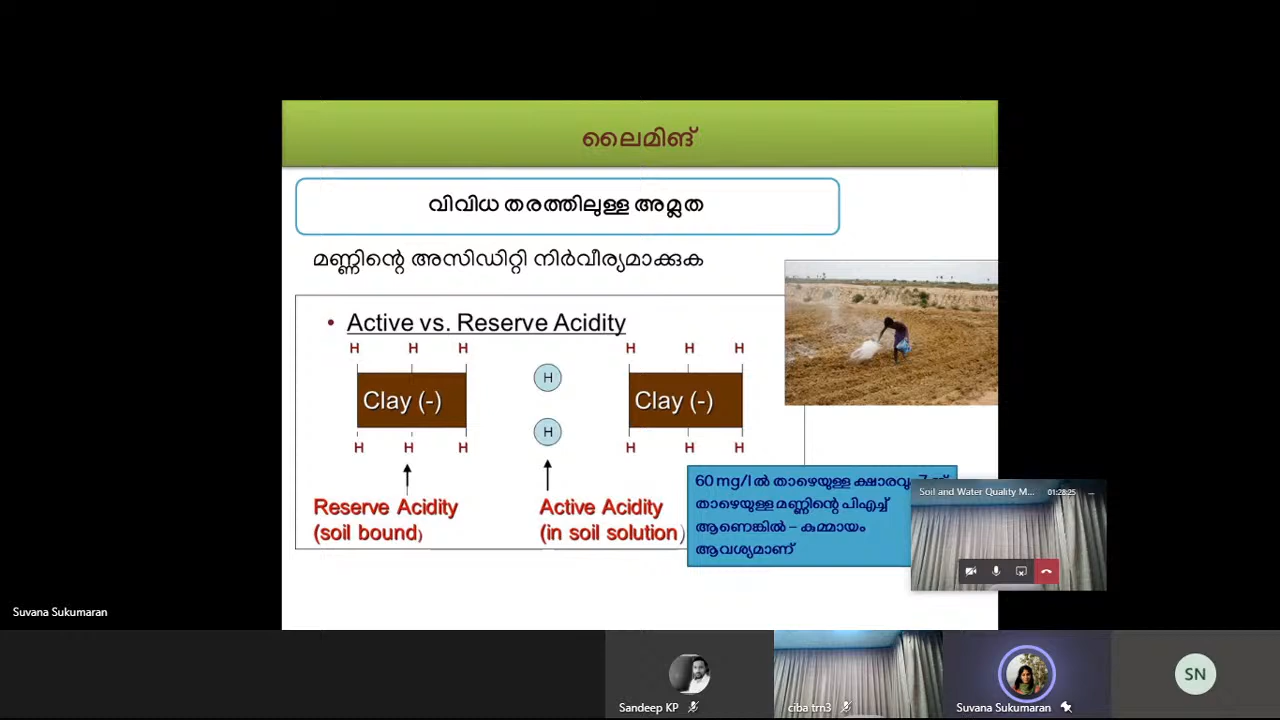 ലൈമിങ്
വിവിധ തരത്തിലുള്ള അമ്ലത
മണ്ണിന്റെ അസിഡിറ്റി നിർവീര്യമാക്കുക
• Active vs. Reserve Acidity
H H H H H H
H
Clay (-) Clay (-)
H
H H H H H H
Reserve Acidity
(soil bound)
Active Acidity
(in soil solution)
60 mg/l ൽ താഴെയുള്ള ക്ഷാരവും 7
താഴെയുള്ള മണ്ണിന്റെ പിഎച്ച്
ആണെങ്കിൽ – കുമ്മായം
ആവശ്യമാണ്
Soil and Water Quality M... 01:28:25
Suvana Sukumaran
Sandeep KP
ciba trn3
Suvana Sukumaran
SN